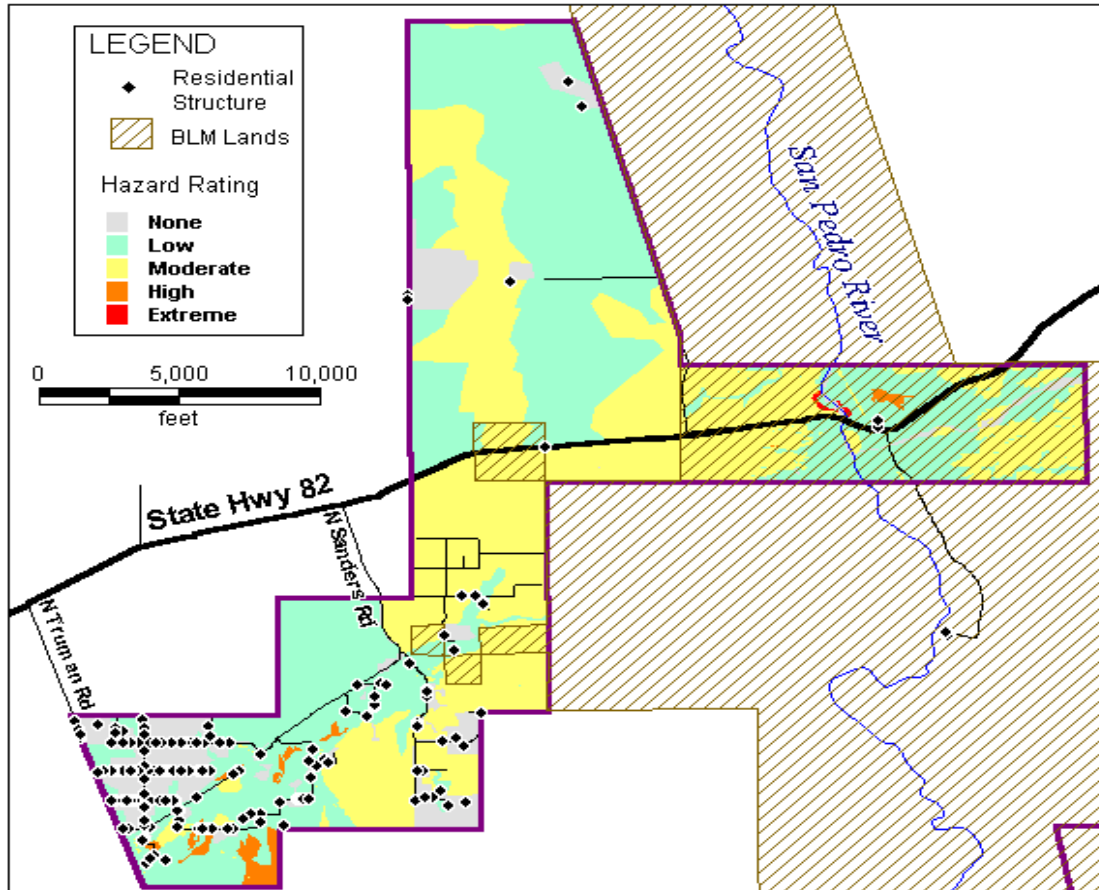 LEGEND
Residential
Structure
BLM Lands
Hazard Rating
None
Low
Moderate
High
Extreme
0 5,000 10,000
feet
San Pedro River
State Hwy 82
N Sanders Rd
N Truman Rd